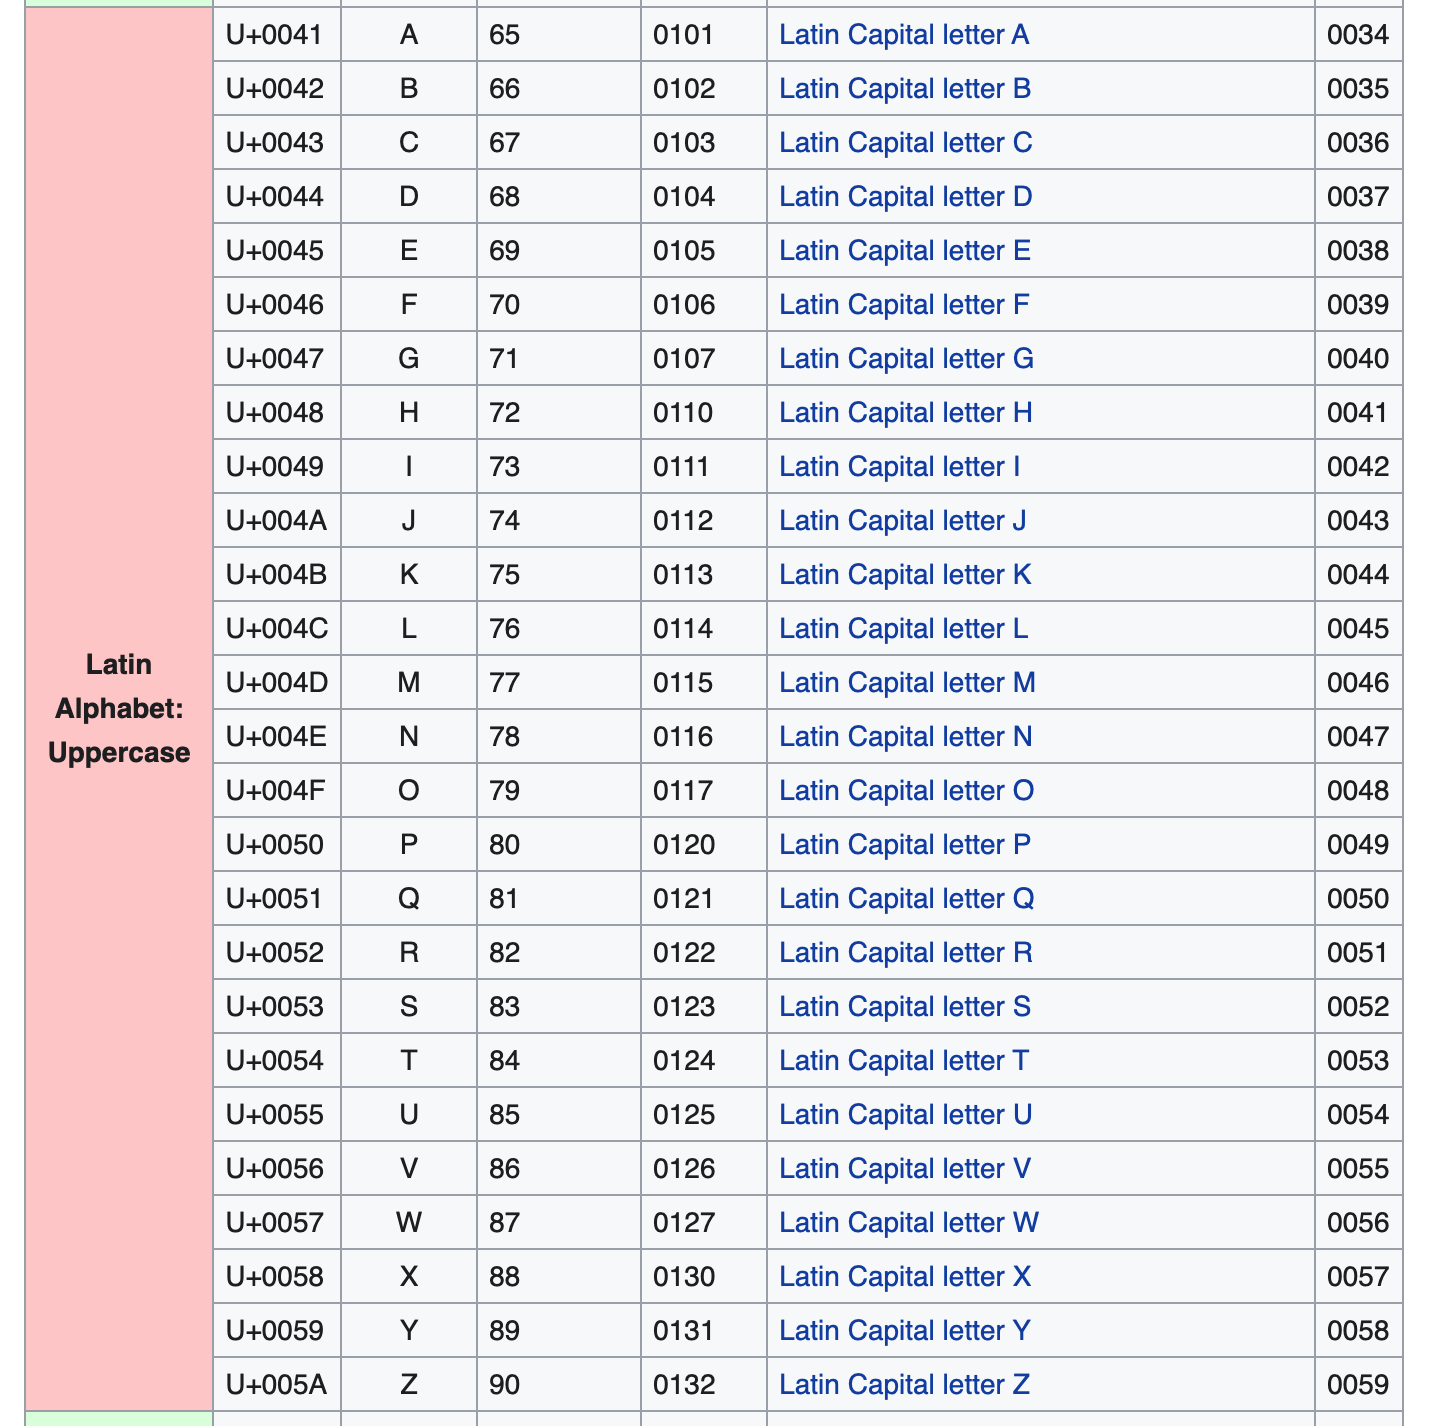 Latin
Alphabet:
Uppercase
U+0041 A 65 0101 Latin Capital letter A 0034
U+0042 B 66 0102 Latin Capital letter B 0035
U+0043 C 67 0103 Latin Capital letter C 0036
U+0044 D 68 0104 Latin Capital letter D 0037
U+0045 E 69 0105 Latin Capital letter E 0038
U+0046 F 70 0106 Latin Capital letter F 0039
U+0047 G 71 0107 Latin Capital letter G 0040
U+0048 H 72 0110 Latin Capital letter H 0041
U+0049 I 73 0111 Latin Capital letter I 0042
U+004A J 74 0112 Latin Capital letter J 0043
U+004B K 75 0113 Latin Capital letter K 0044
U+004C L 76 0114 Latin Capital letter L 0045
U+004D M 77 0115 Latin Capital letter M 0046
U+004E N 78 0116 Latin Capital letter N 0047
U+004F O 79 0117 Latin Capital letter O 0048
U+0050 P 80 0120 Latin Capital letter P 0049
U+0051 Q 81 0121 Latin Capital letter Q 0050
U+0052 R 82 0122 Latin Capital letter R 0051
U+0053 S 83 0123 Latin Capital letter S 0052
U+0054 T 84 0124 Latin Capital letter T 0053
U+0055 U 85 0125 Latin Capital letter U 0054
U+0056 V 86 0126 Latin Capital letter V 0055
U+0057 W 87 0127 Latin Capital letter W 0056
U+0058 X 88 0130 Latin Capital letter X 0057
U+0059 Y 89 0131 Latin Capital letter Y 0058
U+005A Z 90 0132 Latin Capital letter Z 0059